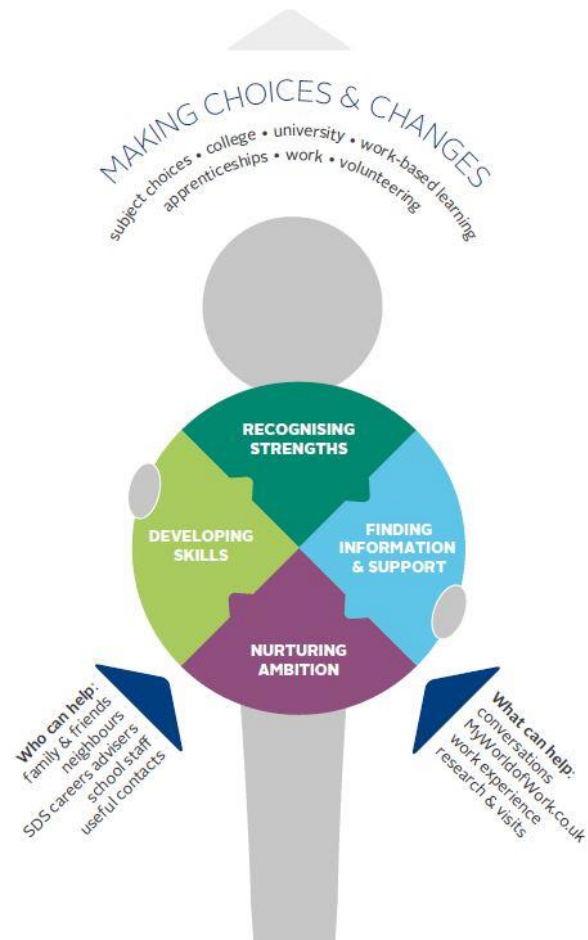 MAKING CHOICES & CHANGES
subject choices • college • university • work-based learning
apprenticeships • work • volunteering
RECOGNISING
STRENGTHS
DEVELOPING
SKILLS
FINDING
INFORMATION
& SUPPORT
NURTURING
AMBITION
Who can help:
family & friends
neighbours
SDS careers advisers
school staff
useful contacts
What can help:
conversations
MyWorldofWork.co.uk
work experience
research & visits